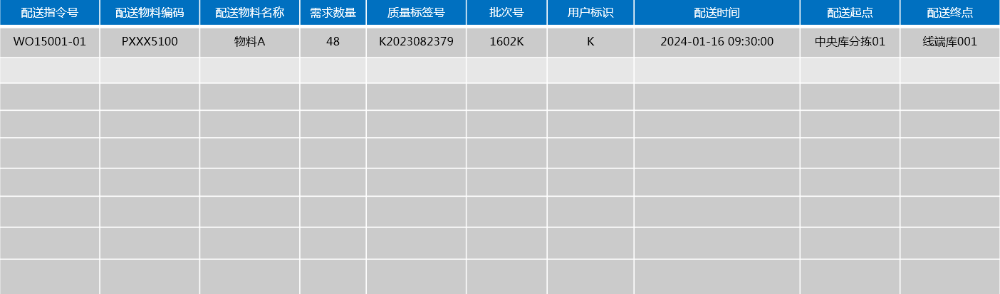 配送指令号 配送物料编码 配送物料名称 需求数量 质量标签号 批次号 用户标识 配送时间 配送起点 配送终点
WO15001-01 PXXX5100 物料A 48 K2023082379 1602K K 2024-01-16 09:30:00 中央库分拣01 线端库001